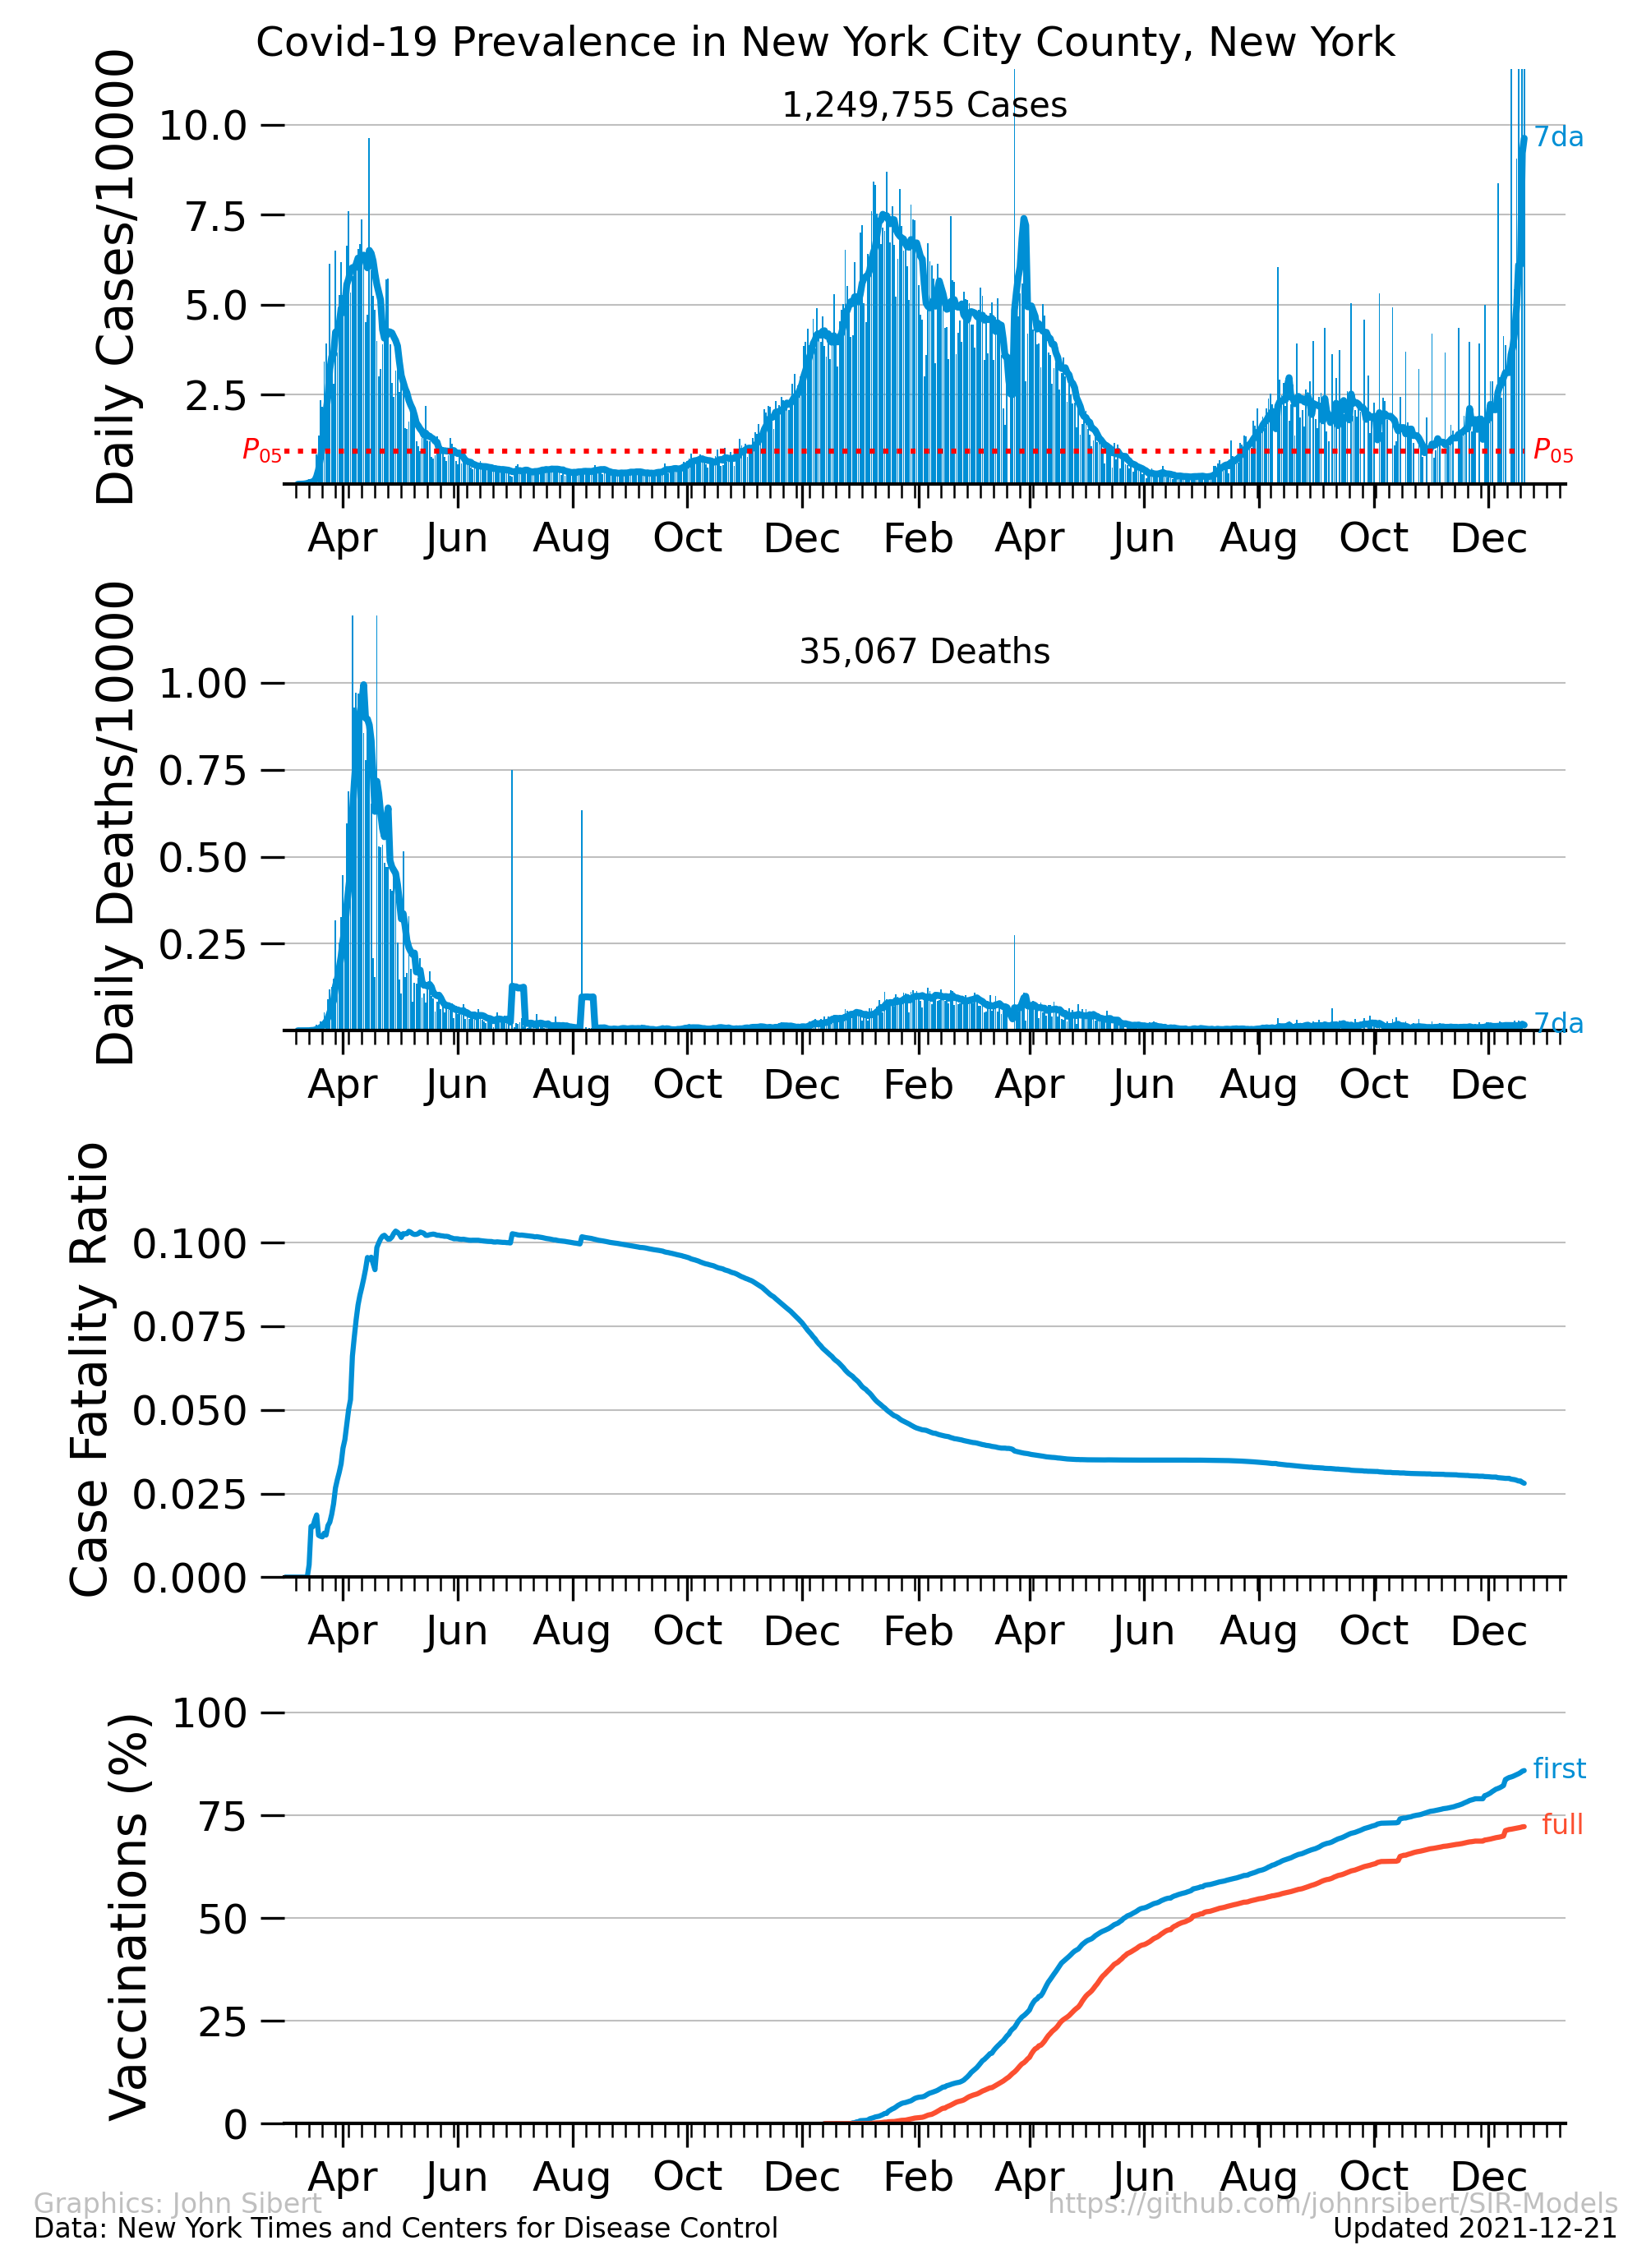 Covid-19 Prevalence in New York City County, New York
Daily Cases/10000
1,249,755 Cases
10.0
7.5
5.0
2.5
7da
P05
P05
Apr Jun Aug Oct Dec Feb Apr Jun Aug Oct Dec
Daily Deaths/10000
35,067 Deaths
1.00
0.75
0.50
0.25
7da
Apr Jun Aug Oct Dec Feb Apr Jun Aug Oct Dec
Case Fatality Ratio
0.100
0.075
0.050
0.025
0.000
Apr Jun Aug Oct Dec Feb Apr Jun Aug Oct Dec
Vaccinations (%)
100
75
50
25
0
first
full
Apr Jun Aug Oct Dec Feb Apr Jun Aug Oct Dec
Graphics: John Sibert
https://github.com/johnrsibert/SIR-Models
Data: New York Times and Centers for Disease Control
Updated 2021-12-21